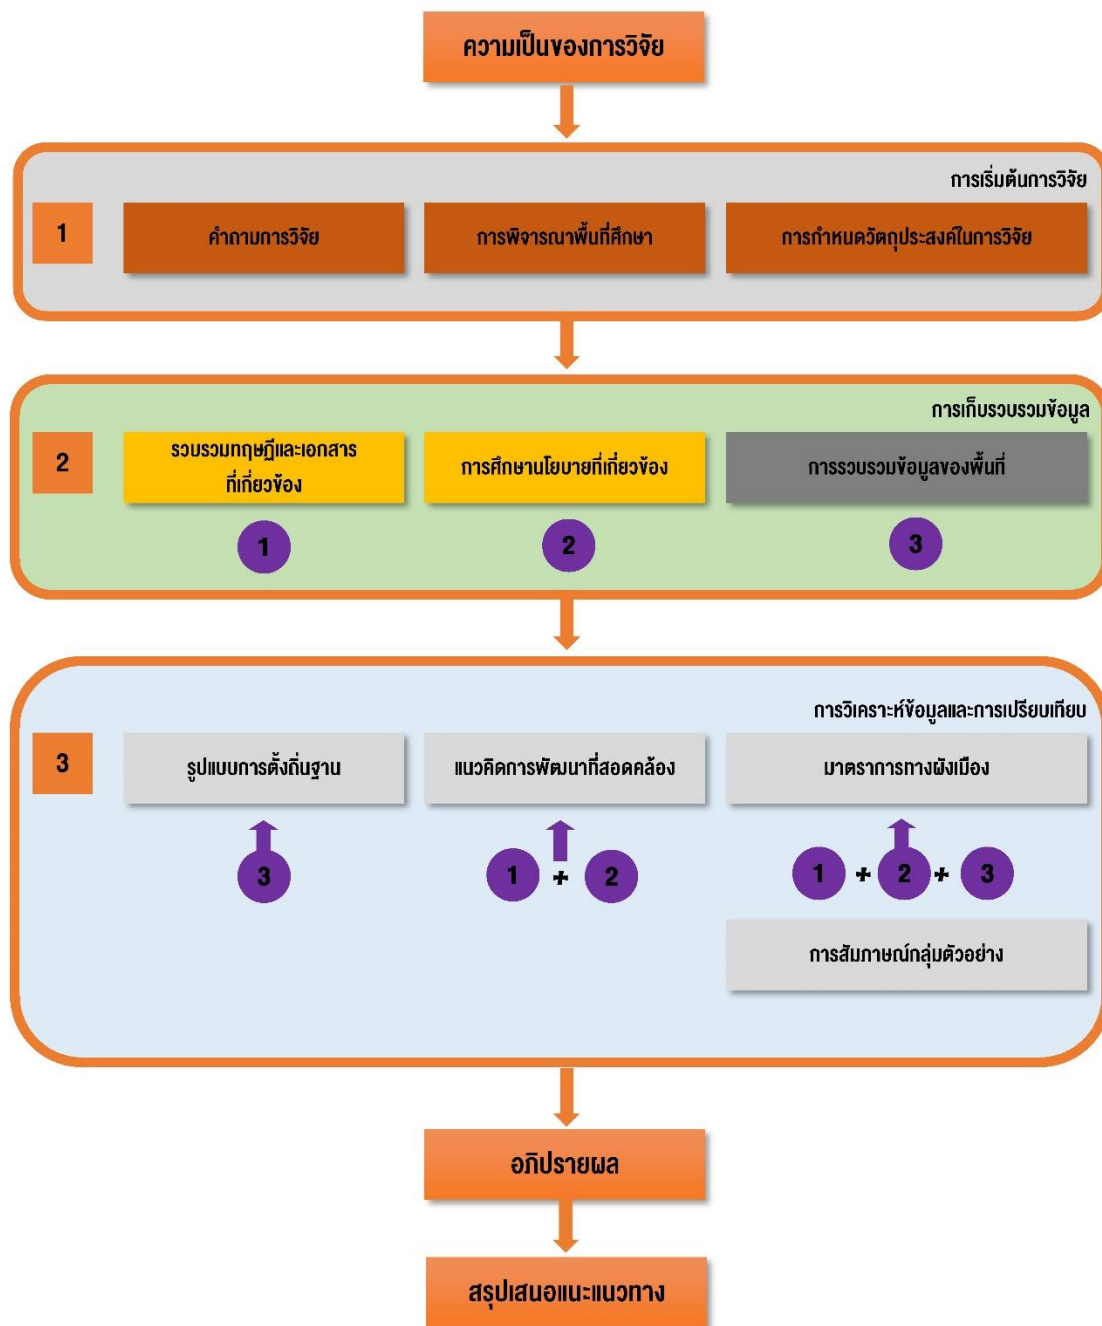 ความเป็นของการวิจัย
การเริ่มต้นการวิจัย
1
คำถามการวิจัย
การพิจารณาพื้นที่ศึกษา
การกำหนดวัตถุประสงค์ในการวิจัย
การเก็บรวบรวมข้อมูล
2
รวบรวมทฤษฎีและเอกสาร
ที่เกี่ยวข้อง
การศึกษานโยบายที่เกี่ยวข้อง
การรวบรวมข้อมูลของพื้นที่
1
2
3
การวิเคราะห์ข้อมูลและการเปรียบเทียบ
3
รูปแบบการตั้งถิ่นฐาน
แนวคิดการพัฒนาที่สอดคล้อง
มาตราการทางผังเมือง
3
1 + 2
1 + 2 + 3
การสัมภาษณ์กลุ่มตัวอย่าง
อภิปรายผล
สรุปเสนอแนะแนวทาง